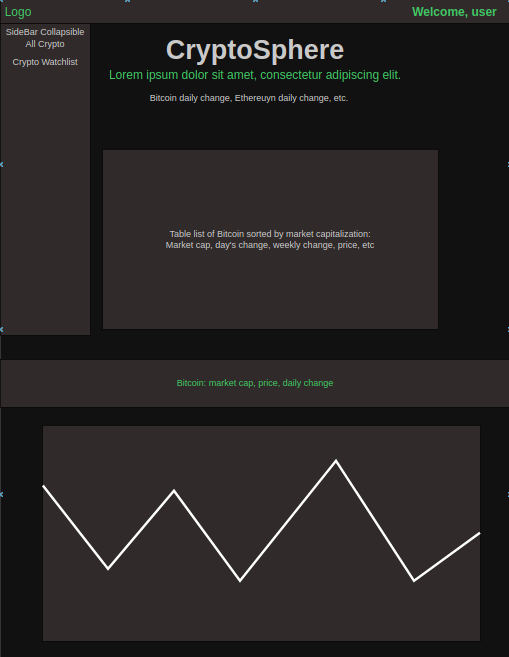 Logo
Welcome, user
SideBar Collapsible
All Crypto
Crypto Watchlist
CryptoSphere
Lorem ipsum dolor sit amet, consectetur adipiscing elit.
Bitcoin daily change, Ethereuyn daily change, etc.
Table list of Bitcoin sorted by market capitalization:
Market cap, day's change, weekly change, price, etc
Bitcoin: market cap, price, daily change